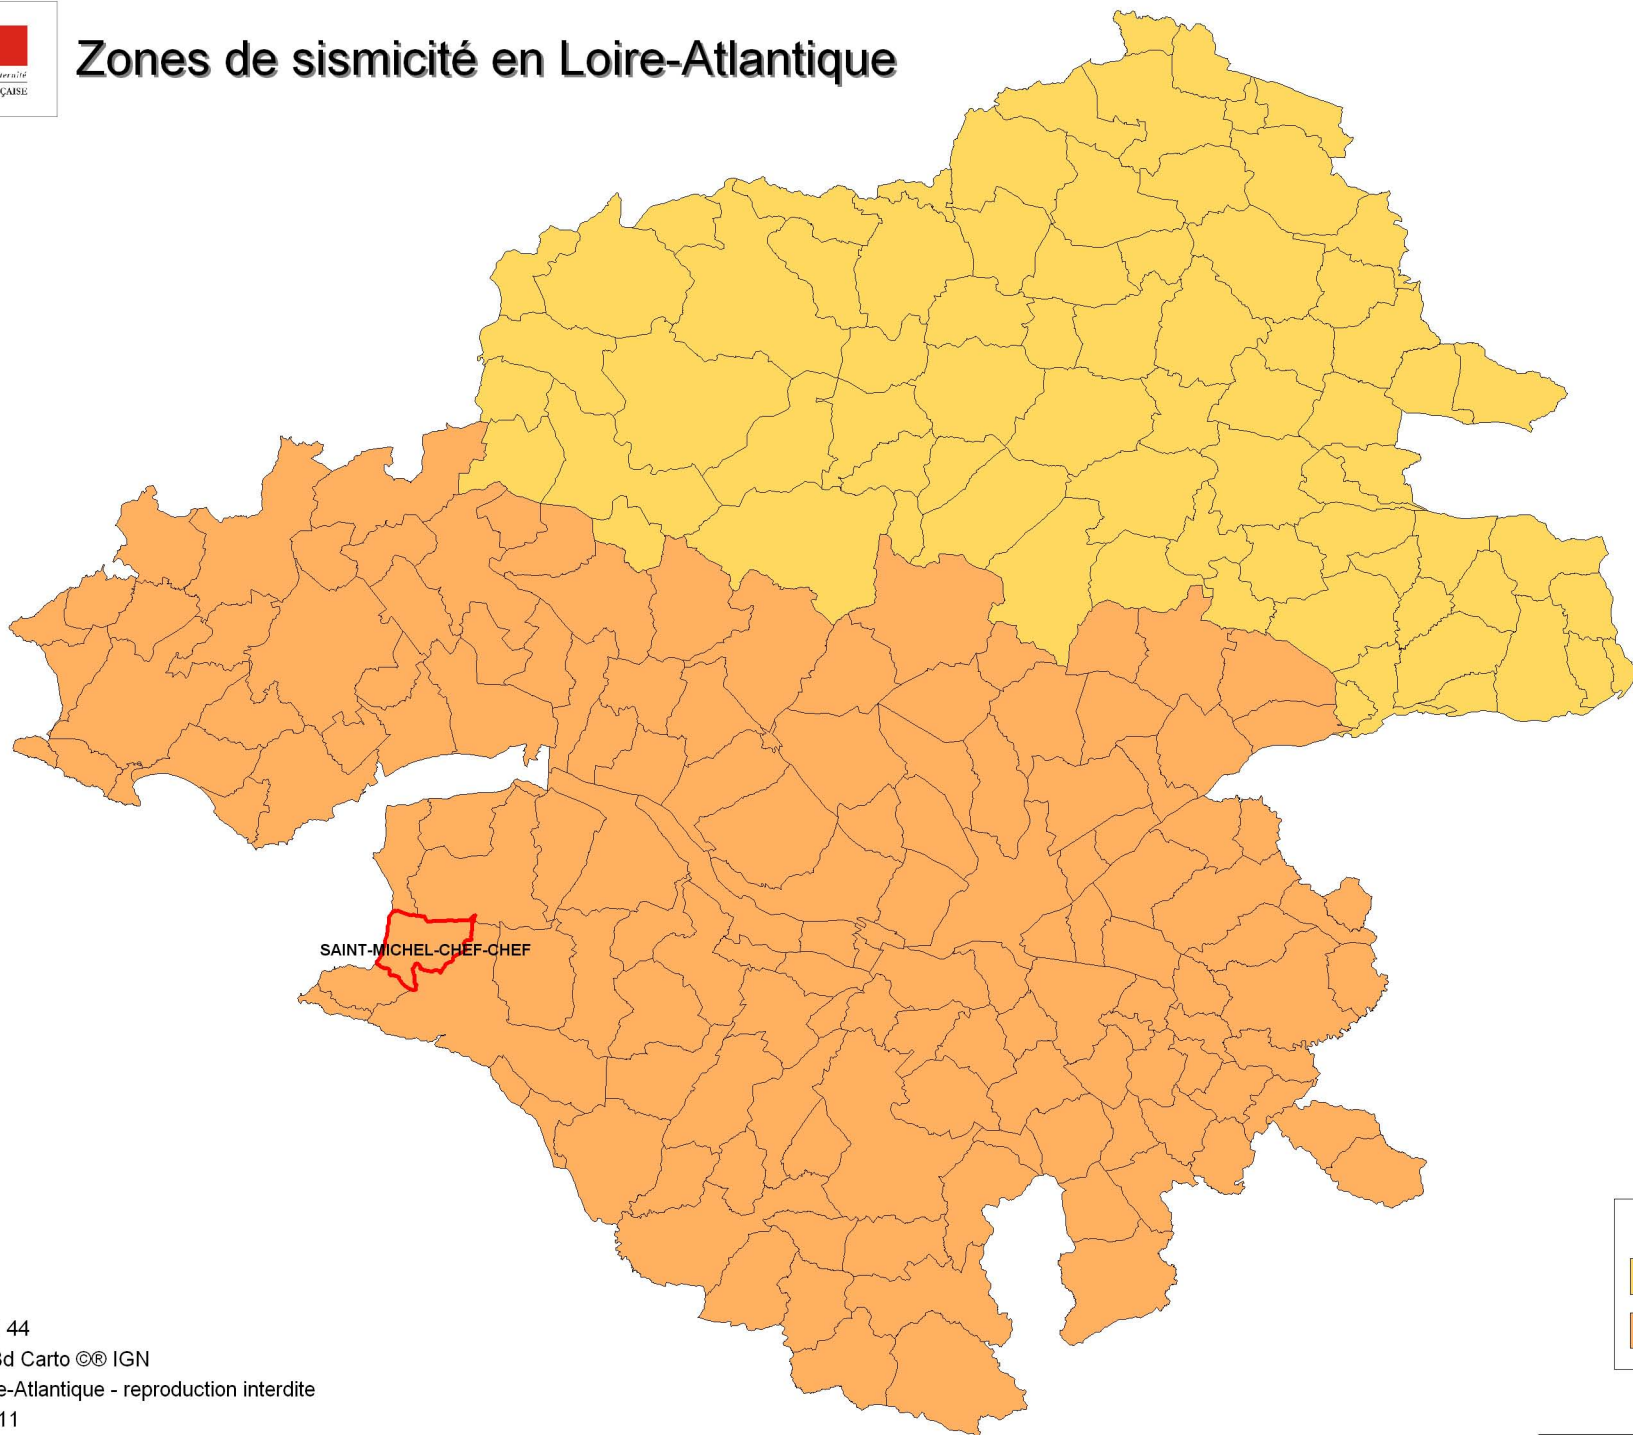 Zones de sismicité en Loire-Atlantique
SAINT-MICHEL-CHEF-CHEF
44
d Carto ©® IGN
e-Atlantique - reproduction interdite
11